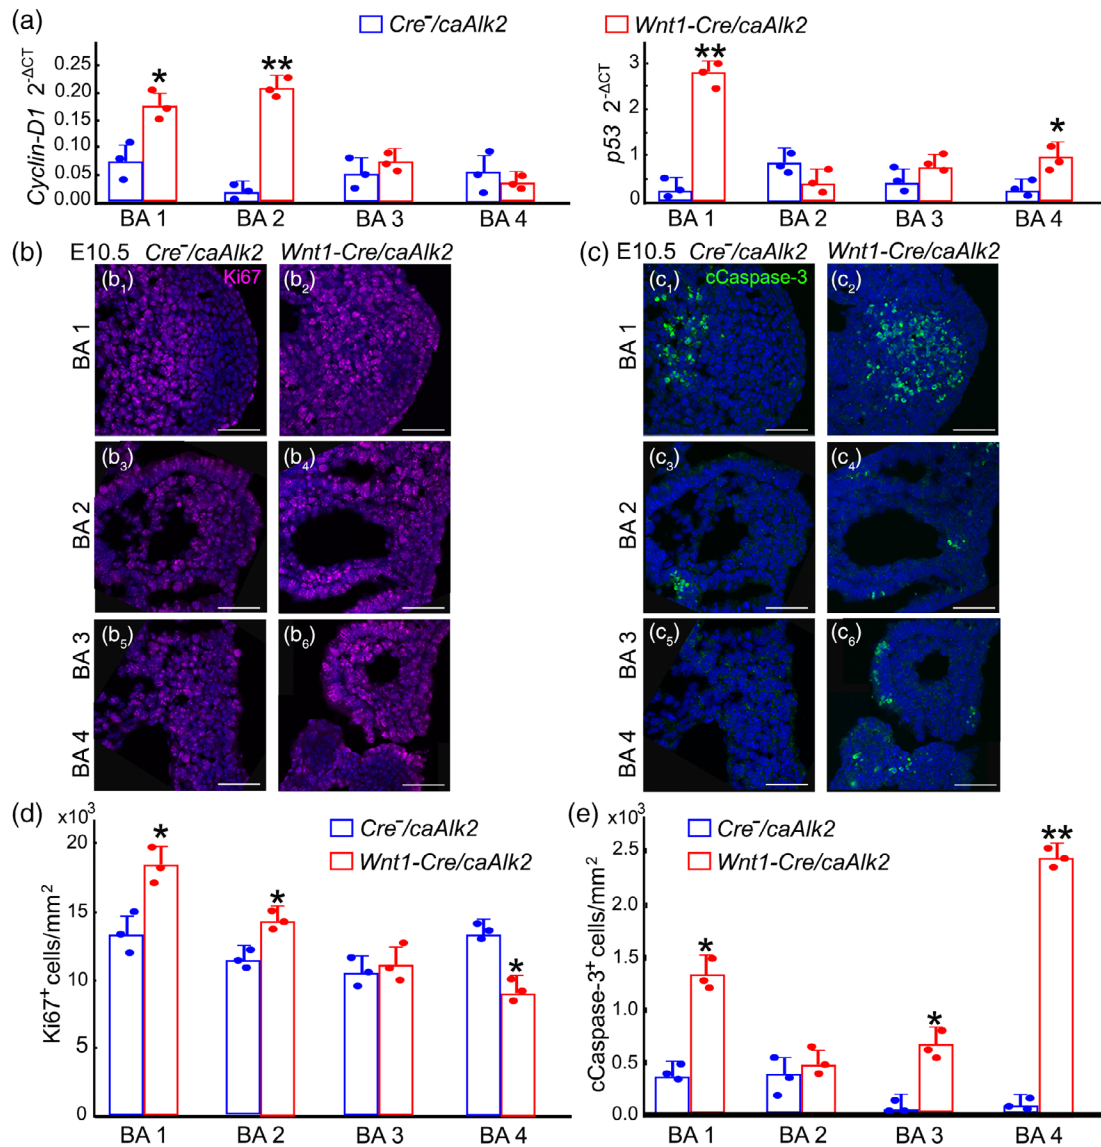 (a)
Cre⁻/caAlk2
Wnt1-Cre/caAlk2
Cyclin-D1 2^-ΔCT
0.25
0.20
0.15
0.10
0.05
0.00
*
**
BA 1
BA 2
BA 3
BA 4
p53 2^-ΔCT
3
2
1
0
**
*
BA 1
BA 2
BA 3
BA 4
(b)
E10.5 Cre⁻/caAlk2
Wnt1-Cre/caAlk2
BA 1
(b₁)
Ki67
(b₂)
BA 2
(b₃)
(b₄)
BA 3
BA 4
(b₅)
(b₆)
(c)
E10.5 Cre⁻/caAlk2
Wnt1-Cre/caAlk2
BA 1
(c₁)
cCaspase-3
(c₂)
BA 2
(c₃)
(c₄)
BA 3
BA 4
(c₅)
(c₆)
(d)
x10³
Cre⁻/caAlk2
Wnt1-Cre/caAlk2
Ki67⁺ cells/mm²
20
15
10
5
0
*
*
*
BA 1
BA 2
BA 3
BA 4
(e)
x10³
Cre⁻/caAlk2
Wnt1-Cre/caAlk2
cCaspase-3⁺ cells/mm²
2.5
2.0
1.5
1.0
0.5
0.0
*
*
**
BA 1
BA 2
BA 3
BA 4